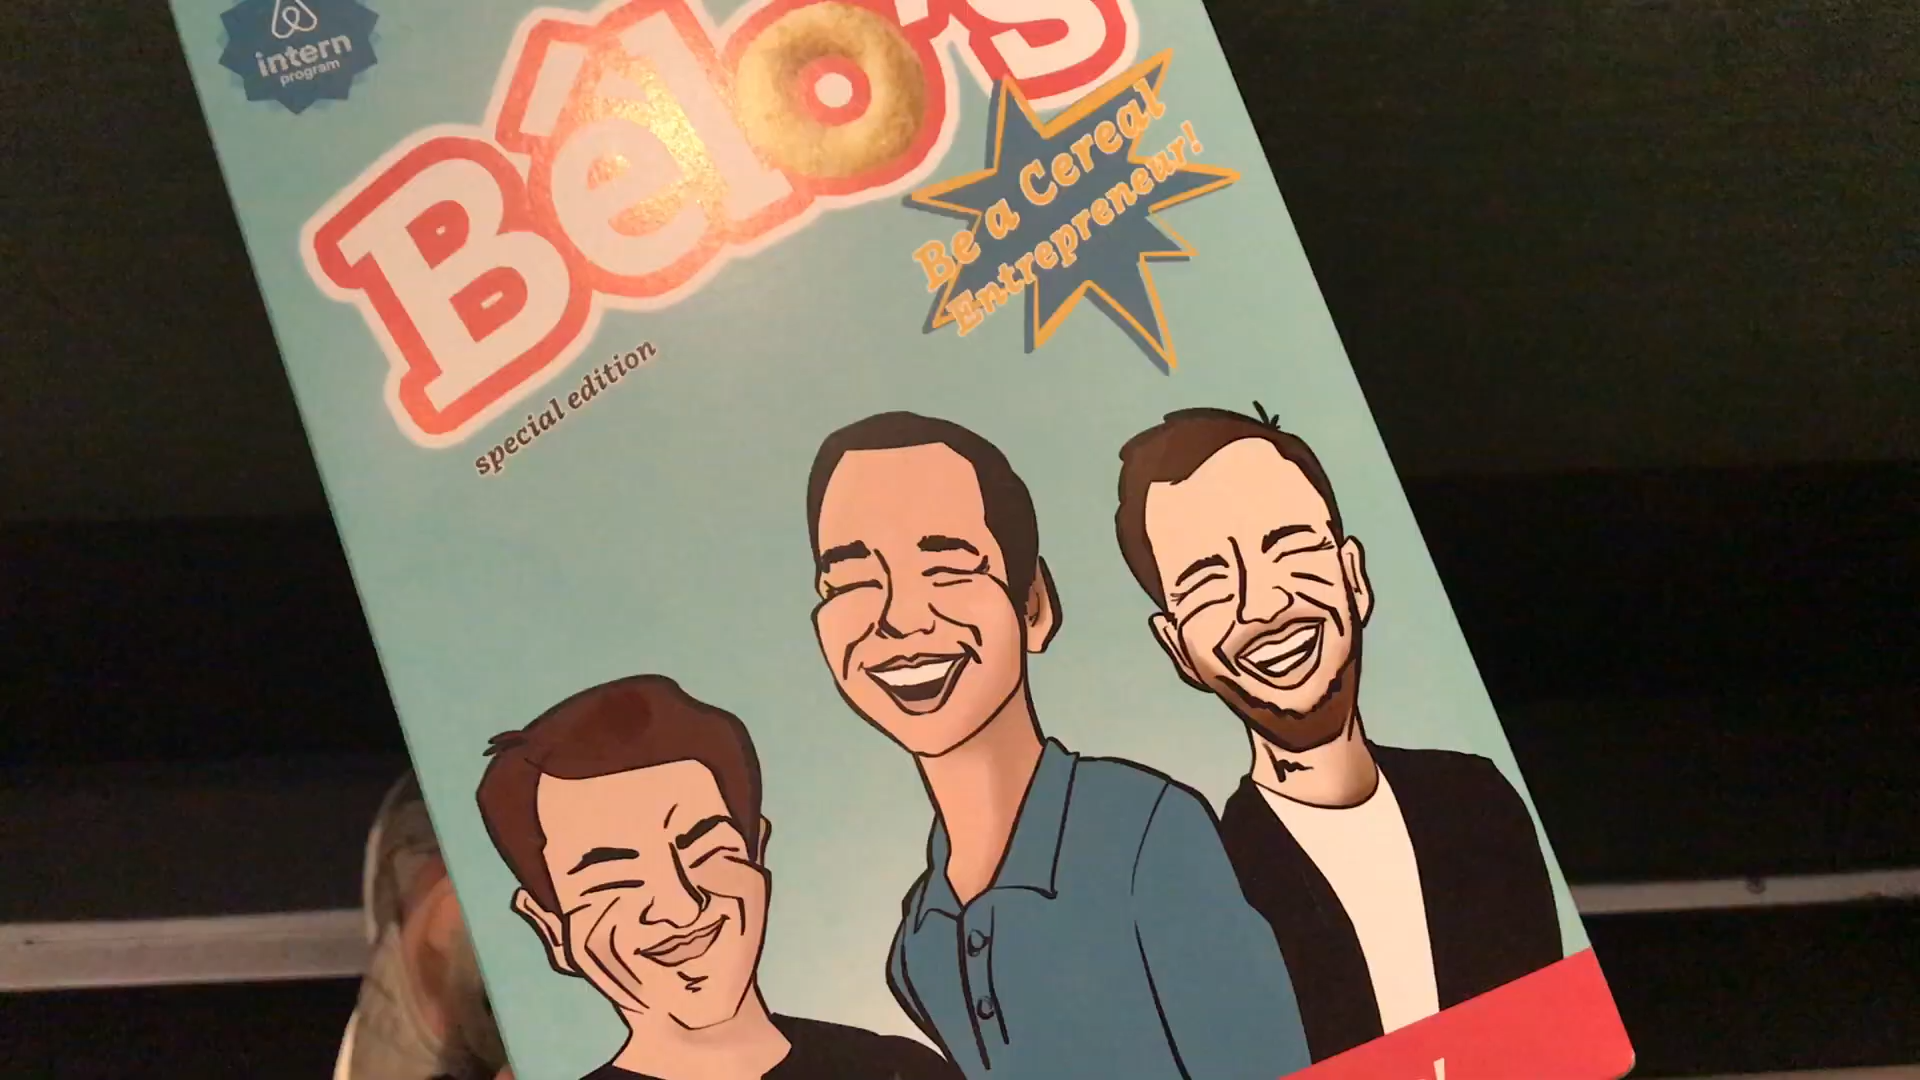 intern
program
Bélo's
Be a Cereal
Entrepreneur!
special edition